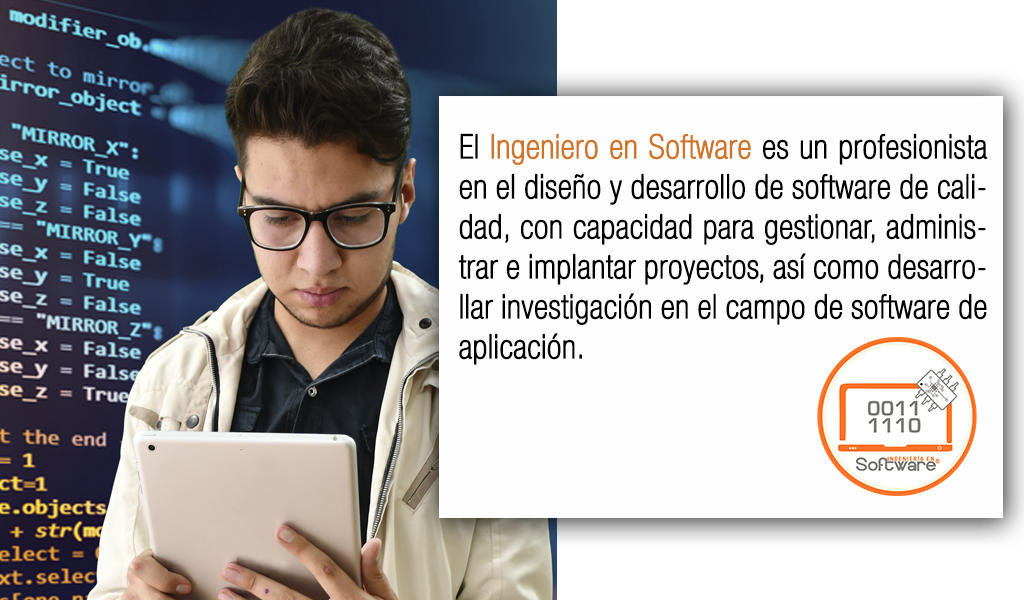 modifier_ob.
ect to mirror
irror_object
"MIRROR_X":
se_x = True
se_y = False
se_z = False
== "MIRROR_Y":
se_x = False
se_y = True
se_z = False
== "MIRROR_Z":
se_x = False
se_y = False
se_z = True
t the end
= 1
ct=1
e.objects
+ str(mo
elect = 0
xt.selec
El Ingeniero en Software es un profesionista
en el diseño y desarrollo de software de cali-
dad, con capacidad para gestionar, adminis-
trar e implantar proyectos, así como desarro-
llar investigación en el campo de software de
aplicación.
0011
1110
INGENIERÍA EN
Software